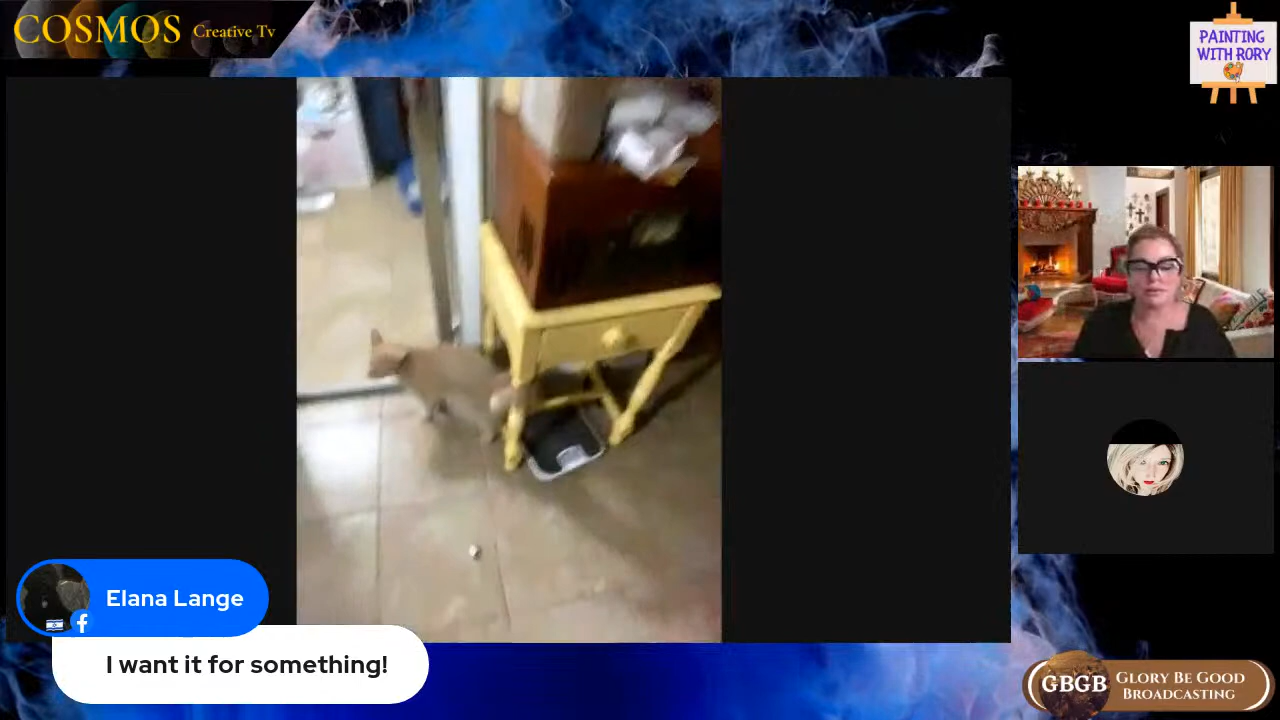 COSMOS Creative Tv
PAINTING
WITH RORY
Elana Lange
I want it for something!
GBGB
GLORY BE GOOD
BROADCASTING